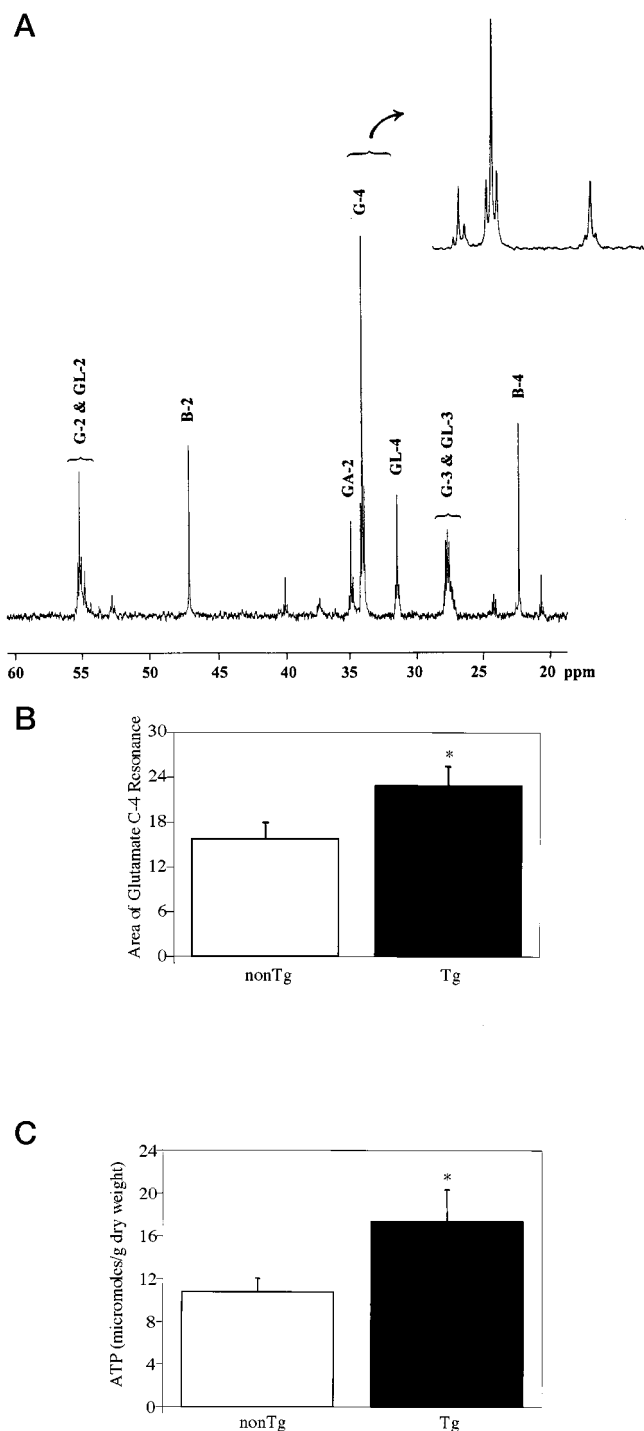 A
G-2 & GL-2
B-2
GA-2
G-4
GL-4
G-3 & GL-3
B-4
60 55 50 45 40 35 30 25 20 ppm
B
Area of Glutamate C-4 Resonance
30
24
18
12
6
0
*
nonTg Tg
C
ATP (micromoles/g dry weight)
24
20
16
12
8
4
0
*
nonTg Tg